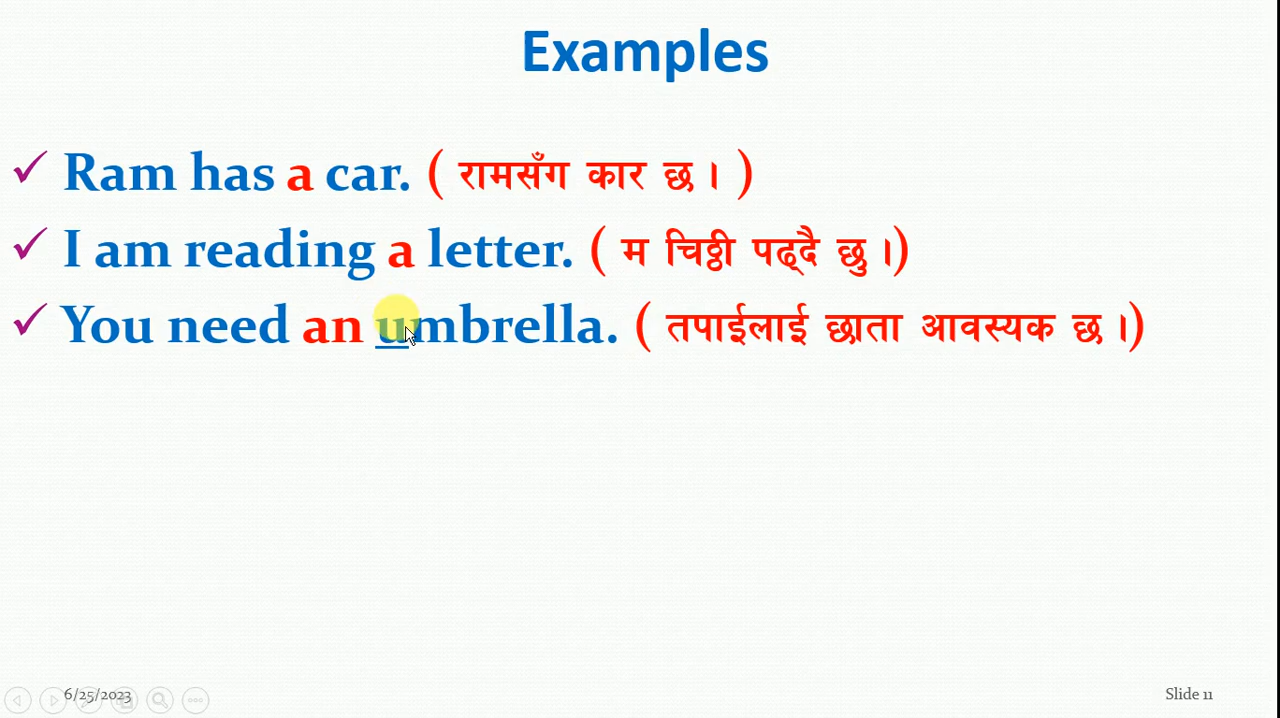 Examples
✓ Ram has a car. ( रामसँग कार छ । )
✓ I am reading a letter. ( म चिठ्ठी पढ्दै छु ।)
✓ You need an umbrella. ( तपाईलाई छाता आवस्यक छ ।)
6/25/2023
Slide 11